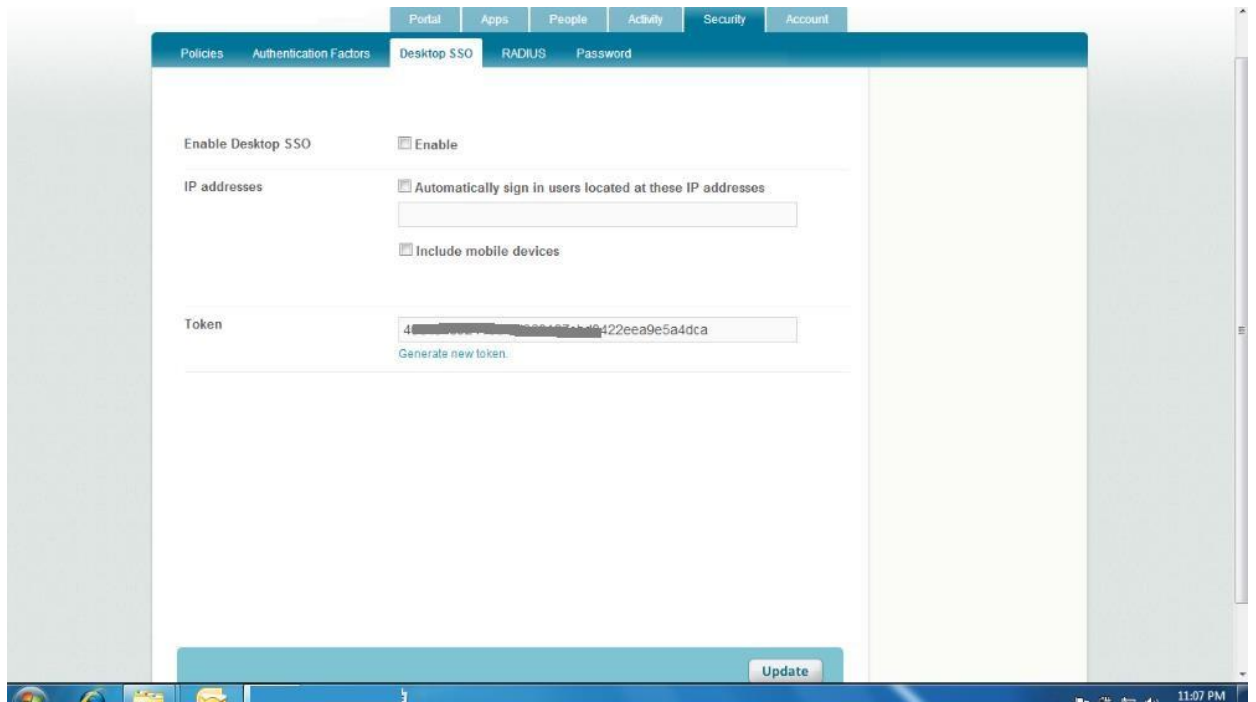 Portal Apps People Activity Security Account
Policies Authentication Factors Desktop SSO RADIUS Password
Enable Desktop SSO Enable
IP addresses Automatically sign in users located at these IP addresses
Include mobile devices
Token 422eea9e5a4dca
Generate new token.
Update
11:07 PM